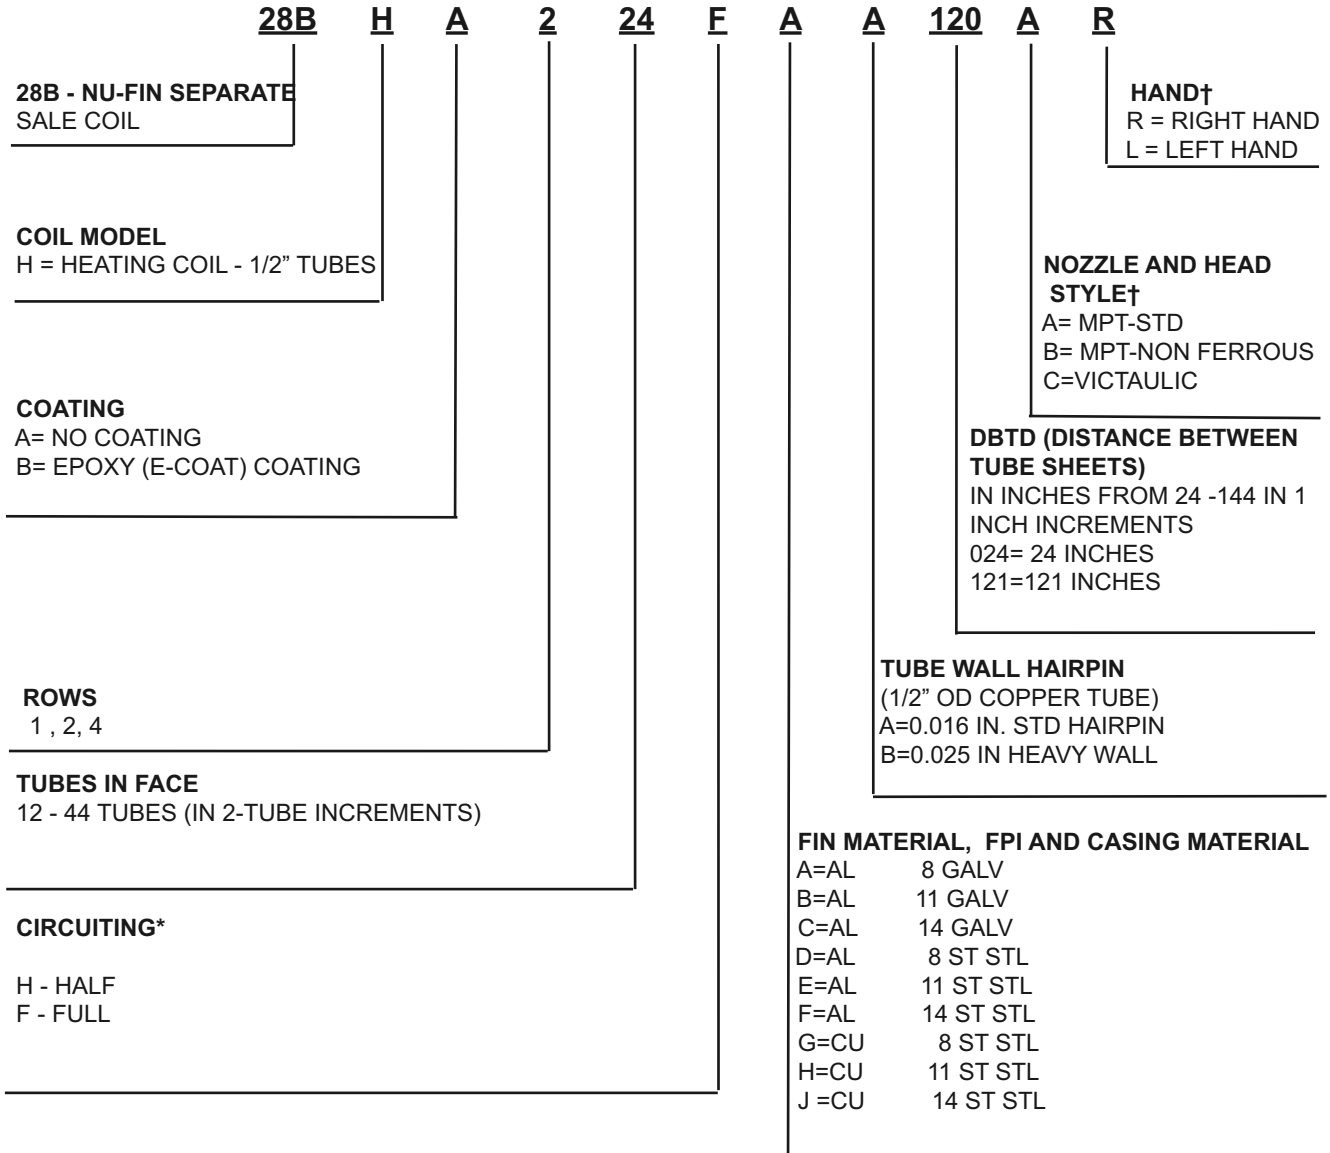 28B H A 2 24 F A A 120 A R
28B - NU-FIN SEPARATE
SALE COIL
HAND†
R = RIGHT HAND
L = LEFT HAND
COIL MODEL
H = HEATING COIL - 1/2” TUBES
NOZZLE AND HEAD
STYLE†
A= MPT-STD
B= MPT-NON FERROUS
C=VICTAULIC
COATING
A= NO COATING
B= EPOXY (E-COAT) COATING
DBTD (DISTANCE BETWEEN
TUBE SHEETS)
IN INCHES FROM 24 -144 IN 1
INCH INCREMENTS
024= 24 INCHES
121=121 INCHES
ROWS
1 , 2, 4
TUBE WALL HAIRPIN
(1/2” OD COPPER TUBE)
A=0.016 IN. STD HAIRPIN
B=0.025 IN HEAVY WALL
TUBES IN FACE
12 - 44 TUBES (IN 2-TUBE INCREMENTS)
FIN MATERIAL, FPI AND CASING MATERIAL
A=AL 8 GALV
B=AL 11 GALV
C=AL 14 GALV
D=AL 8 ST STL
E=AL 11 ST STL
F=AL 14 ST STL
G=CU 8 ST STL
H=CU 11 ST STL
J =CU 14 ST STL
CIRCUITING*
H - HALF
F - FULL